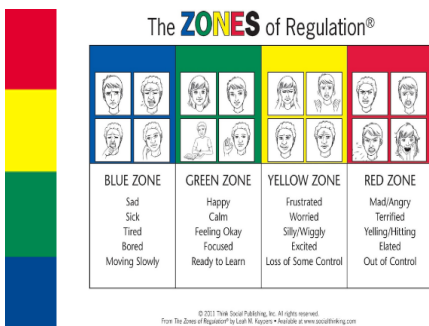 The ZONES of Regulation®
BLUE ZONE
Sad
Sick
Tired
Bored
Moving Slowly
GREEN ZONE
Happy
Calm
Feeling Okay
Focused
Ready to Learn
YELLOW ZONE
Frustrated
Worried
Silly/Wiggly
Excited
Loss of Some Control
RED ZONE
Mad/Angry
Terrified
Yelling/Hitting
Elated
Out of Control
© 2011 Think Social Publishing, Inc. All rights reserved.
From The Zones of Regulation® by Leah M. Kuypers • Available at www.socialthinking.com